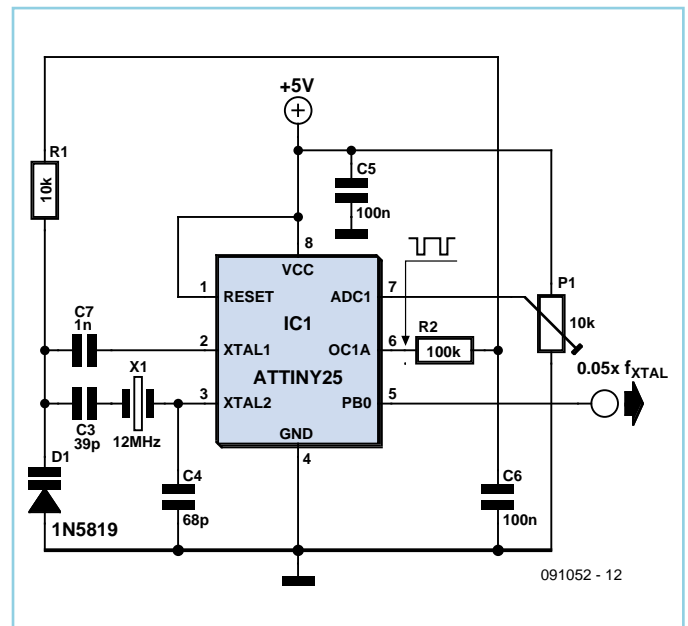 +5V
R1
10k
C5
100n
8
VCC
1
RESET
ADC1
7
P1
10k
C7
1n
IC1
2
XTAL1
OC1A
6
R2
100k
X1
ATTINY25
0.05x fXTAL
3
XTAL2
PB0
5
C3
39p
12MHz
GND
4
D1
C4
68p
C6
100n
1N5819
091052 - 12